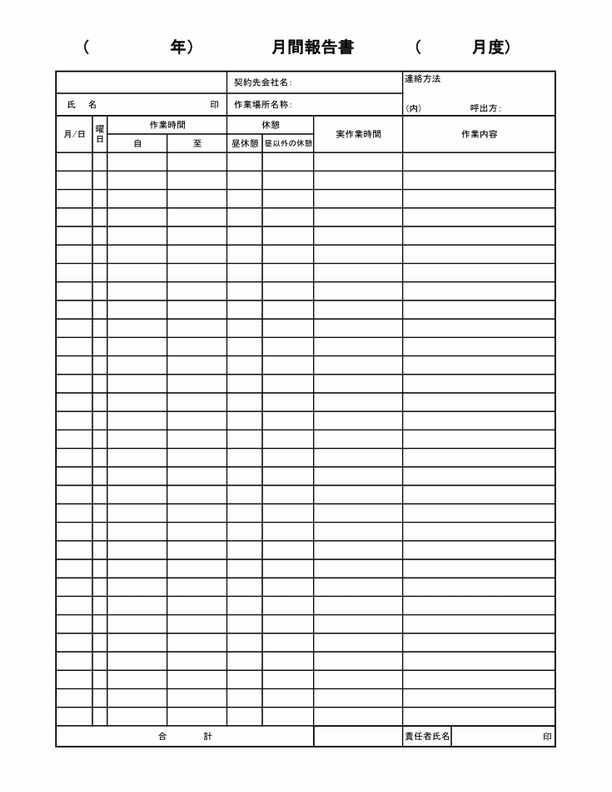 （　　　年）　　　月間報告書　　　（　　　月度）
契約先会社名：
連絡方法
氏　名　　　印
作業場所名称：
（内）　　　呼出方：
月/日　曜日　作業時間　休憩　実作業時間　作業内容
自　至　昼休憩　昼以外の休憩
合　　計
責任者氏名　　　印